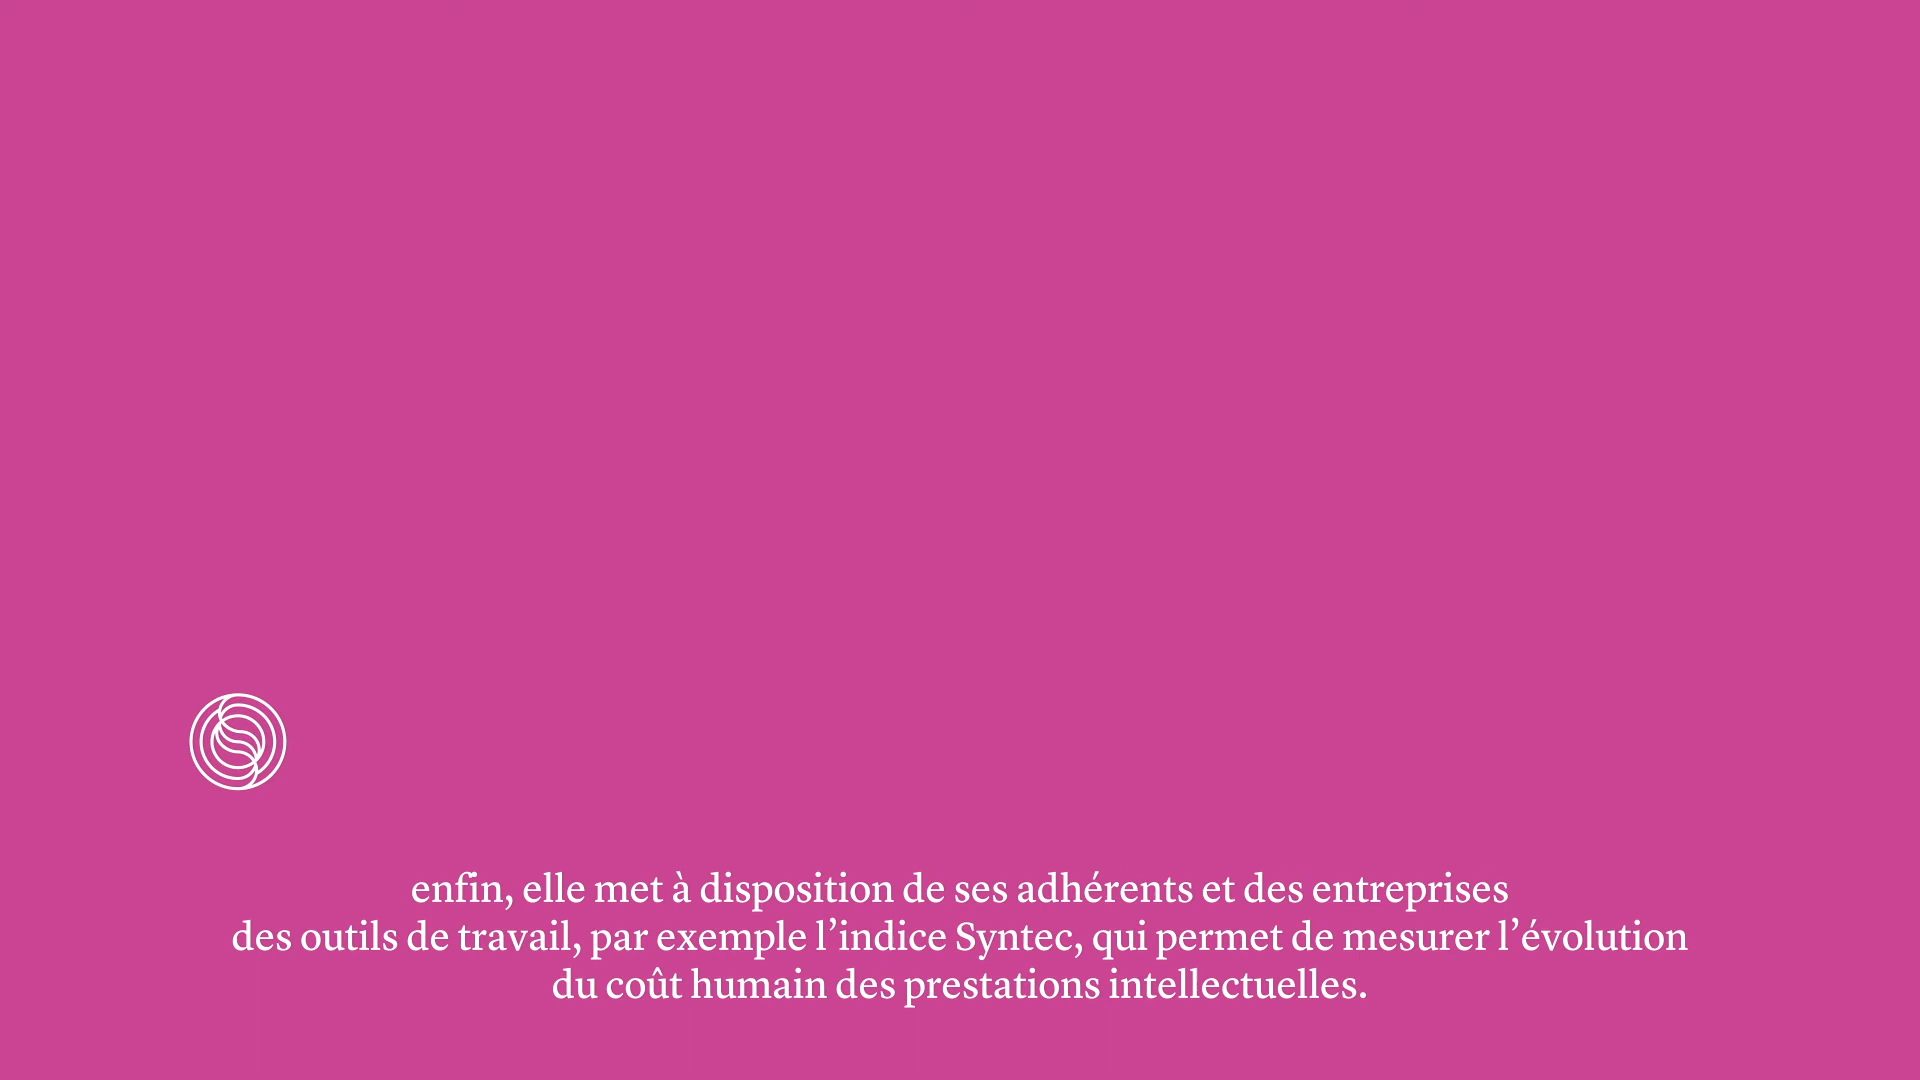 enfin, elle met à disposition de ses adhérents et des entreprises
des outils de travail, par exemple l’indice Syntec, qui permet de mesurer l’évolution
du coût humain des prestations intellectuelles.